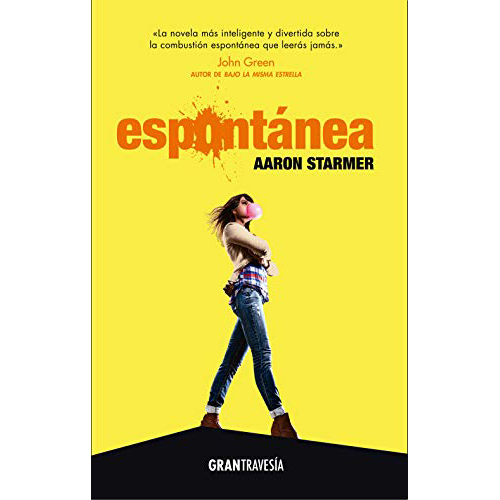 «La novela más inteligente y divertida sobre
la combustión espontánea que leerás jamás.»
John Green
AUTOR DE BAJO LA MISMA ESTRELLA
espontánea
AARON STARMER
GRANTRAVESÍA